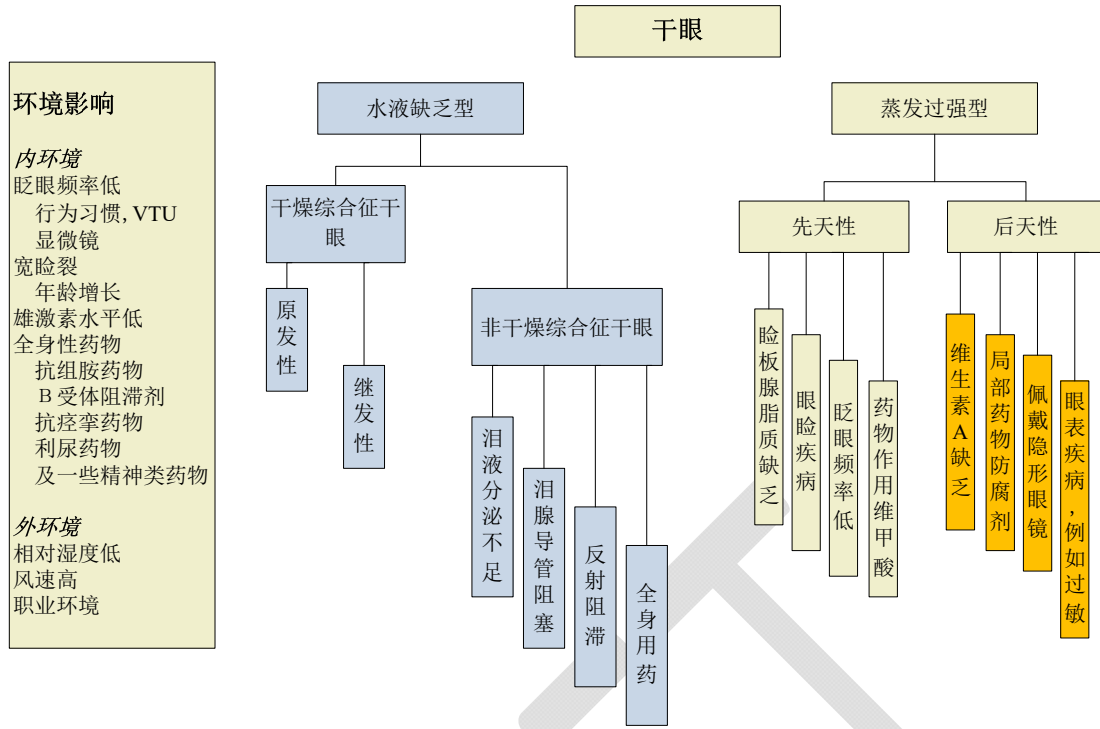 干眼
环境影响
内环境
眨眼频率低
行为习惯, VTU
显微镜
宽睑裂
年龄增长
雄激素水平低
全身性药物
抗组胺药物
B 受体阻滞剂
抗痉挛药物
利尿药物
及一些精神类药物
外环境
相对湿度低
风速高
职业环境
水液缺乏型
干燥综合征干
眼
原发性
继发性
非干燥综合征干眼
泪液分泌不足
泪腺导管阻塞
反射阻滞
全身用药
蒸发过强型
先天性
睑板腺脂质缺乏
眼睑疾病
眨眼频率低
药物作用维甲酸
后天性
维生素A缺乏
局部药物防腐剂
佩戴隐形眼镜
眼表疾病,例如过敏